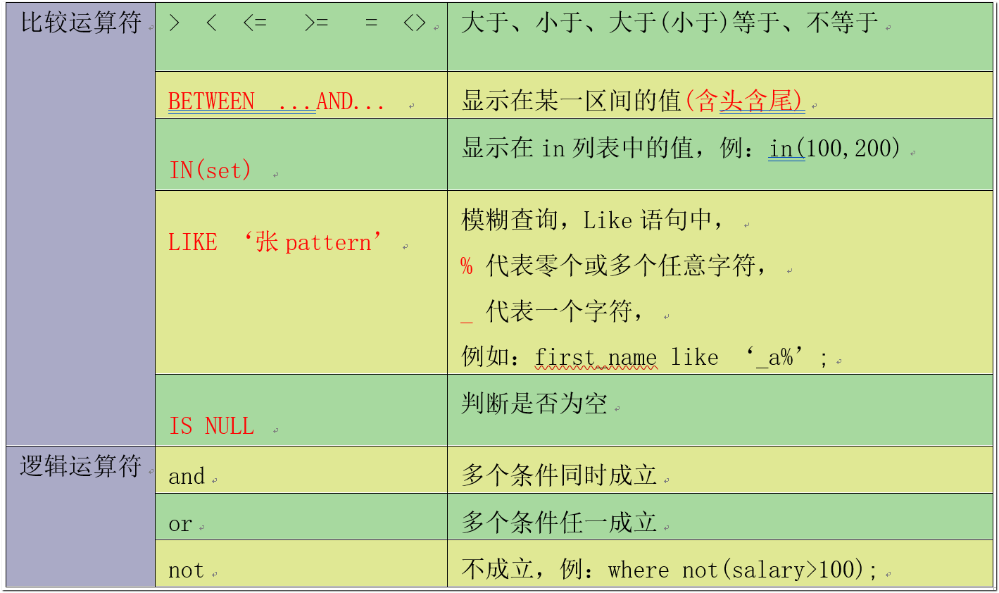 比较运算符
> < <= >= = <>
大于、小于、大于(小于)等于、不等于
BETWEEN ...AND...
显示在某一区间的值(含头含尾)
IN(set)
显示在 in 列表中的值，例：in(100,200)
LIKE ‘张 pattern’
模糊查询，Like 语句中，
% 代表零个或多个任意字符，
_ 代表一个字符，
例如：first_name like ‘_a%’;
IS NULL
判断是否为空
逻辑运算符
and
多个条件同时成立
or
多个条件任一成立
not
不成立，例：where not(salary>100);